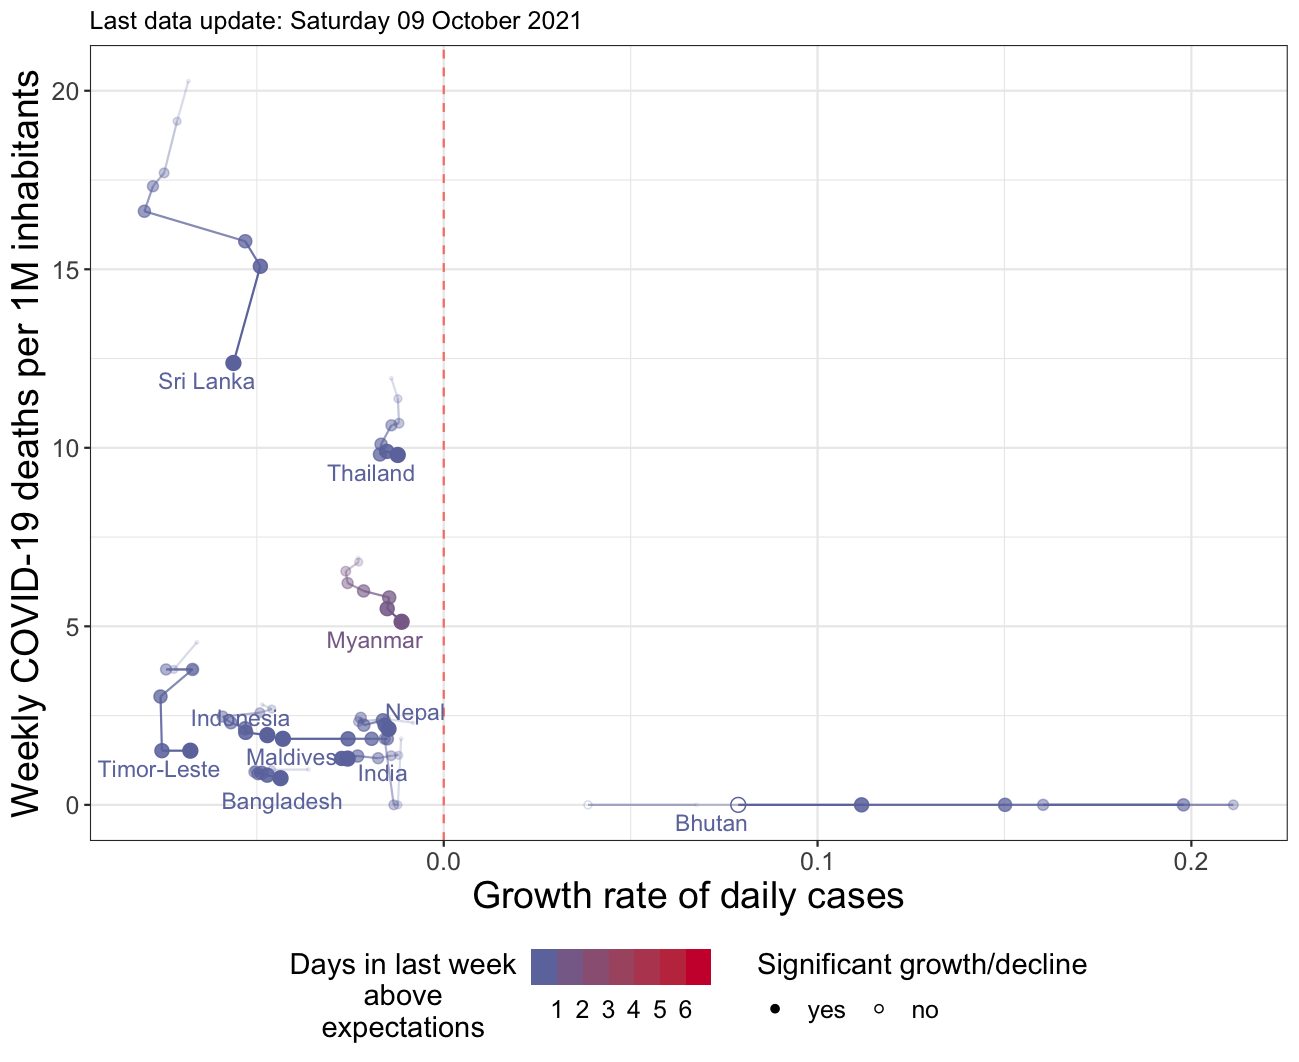 Last data update: Saturday 09 October 2021
Weekly COVID-19 deaths per 1M inhabitants
20
15
10
5
0
Sri Lanka
Thailand
Myanmar
Nepal
Indonesia
Maldives
Timor-Leste
India
Bangladesh
Bhutan
0.0
0.1
0.2
Growth rate of daily cases
Days in last week
above
expectations
1 2 3 4 5 6
Significant growth/decline
yes no